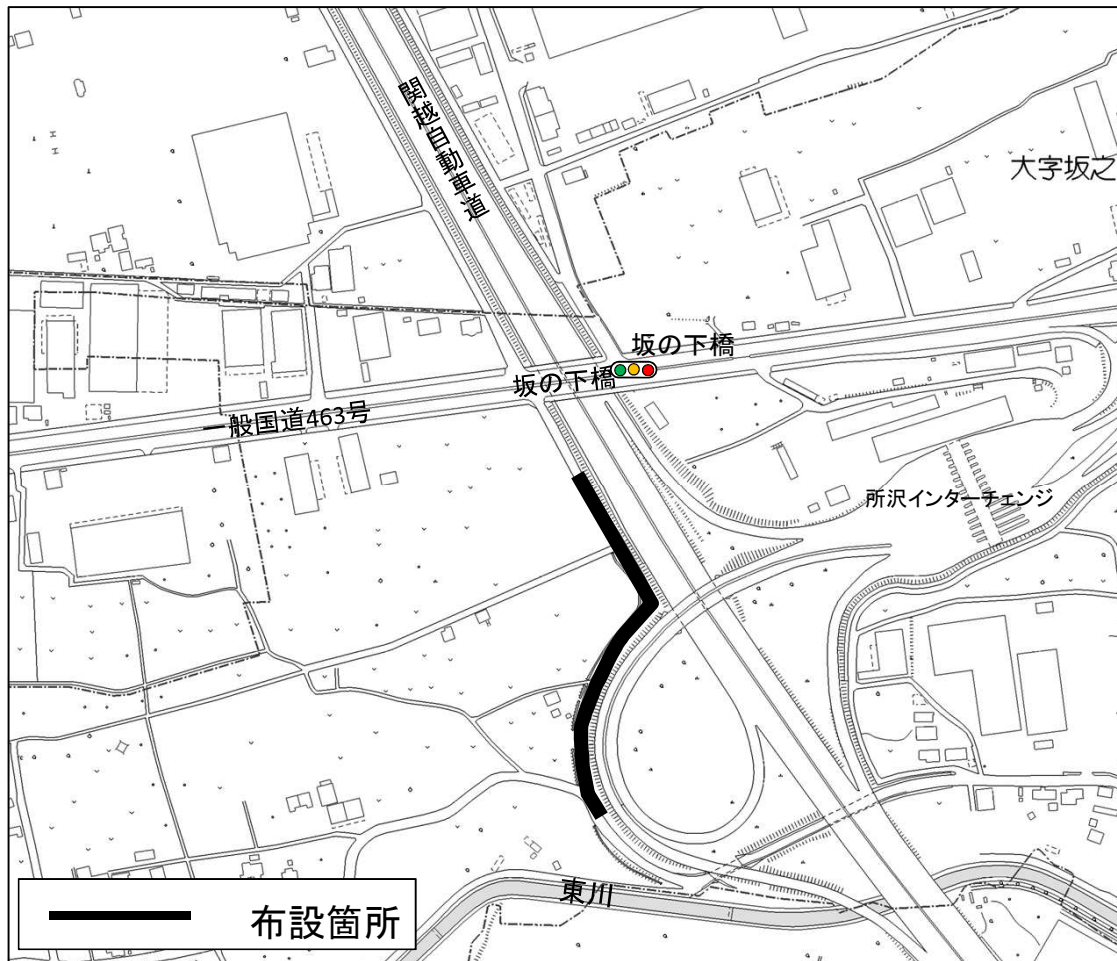 関越自動車道
大字坂之
坂の下橋
坂の下橋
一般国道463号
所沢インターチェンジ
東川
布設箇所